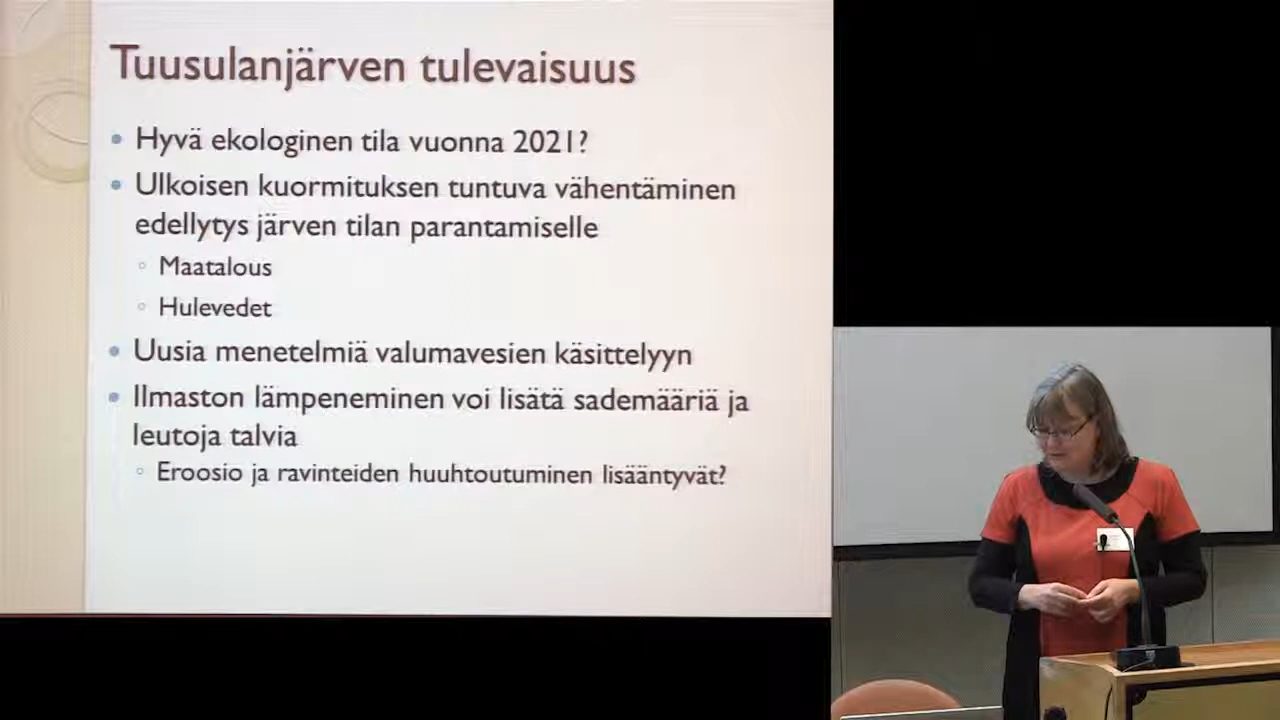 Tuusulanjärven tulevaisuus
• Hyvä ekologinen tila vuonna 2021?
• Ulkoisen kuormituksen tuntuva vähentäminen
edellytys järven tilan parantamiselle
◦ Maatalous
◦ Hulevedet
• Uusia menetelmiä valumavesien käsittelyyn
• Ilmaston lämpeneminen voi lisätä sademääriä ja
leutoja talvia
◦ Eroosio ja ravinteiden huuhtoutuminen lisääntyvät?